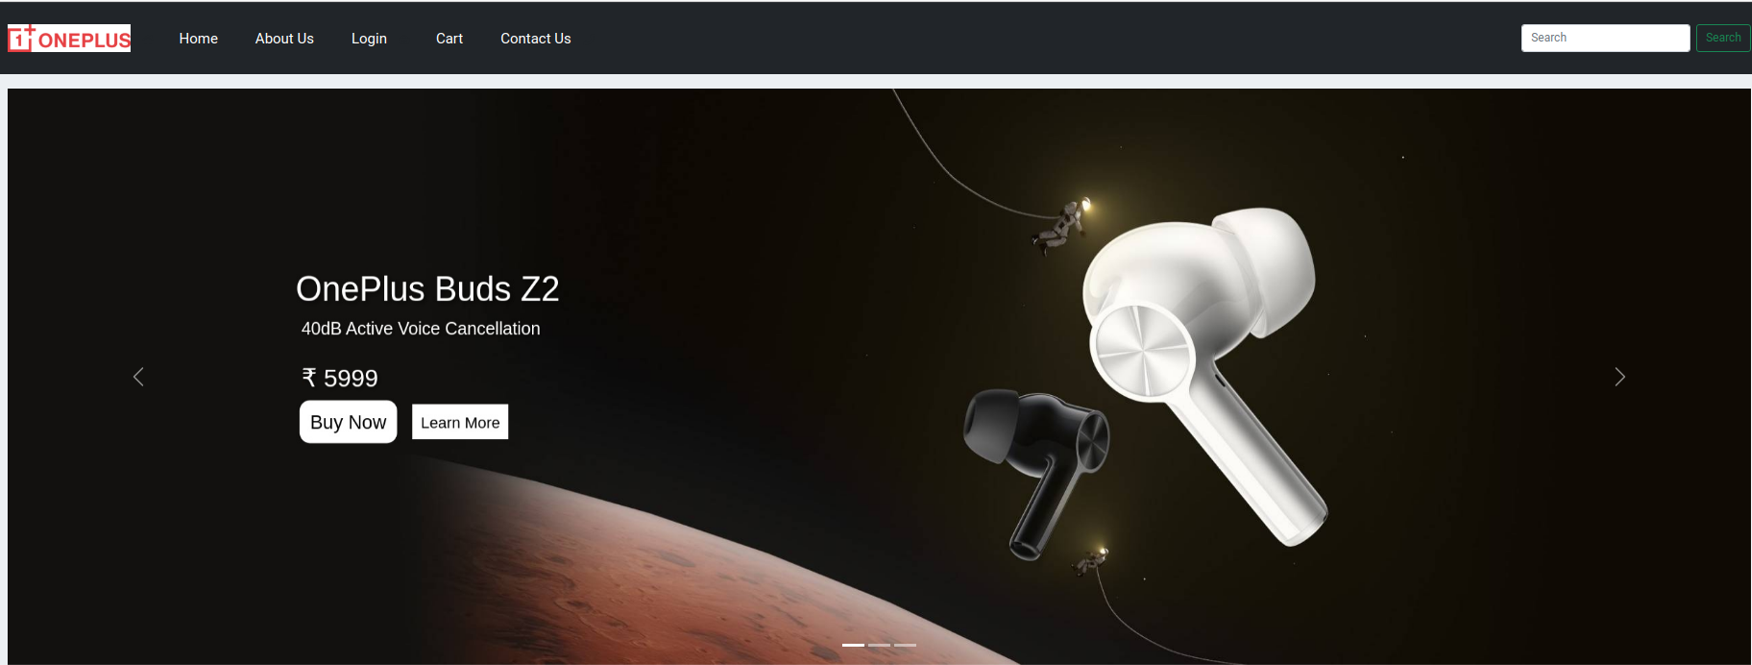 1+ ONEPLUS
Home About Us Login Cart Contact Us Search Search
OnePlus Buds Z2
40dB Active Voice Cancellation
₹ 5999
Buy Now Learn More